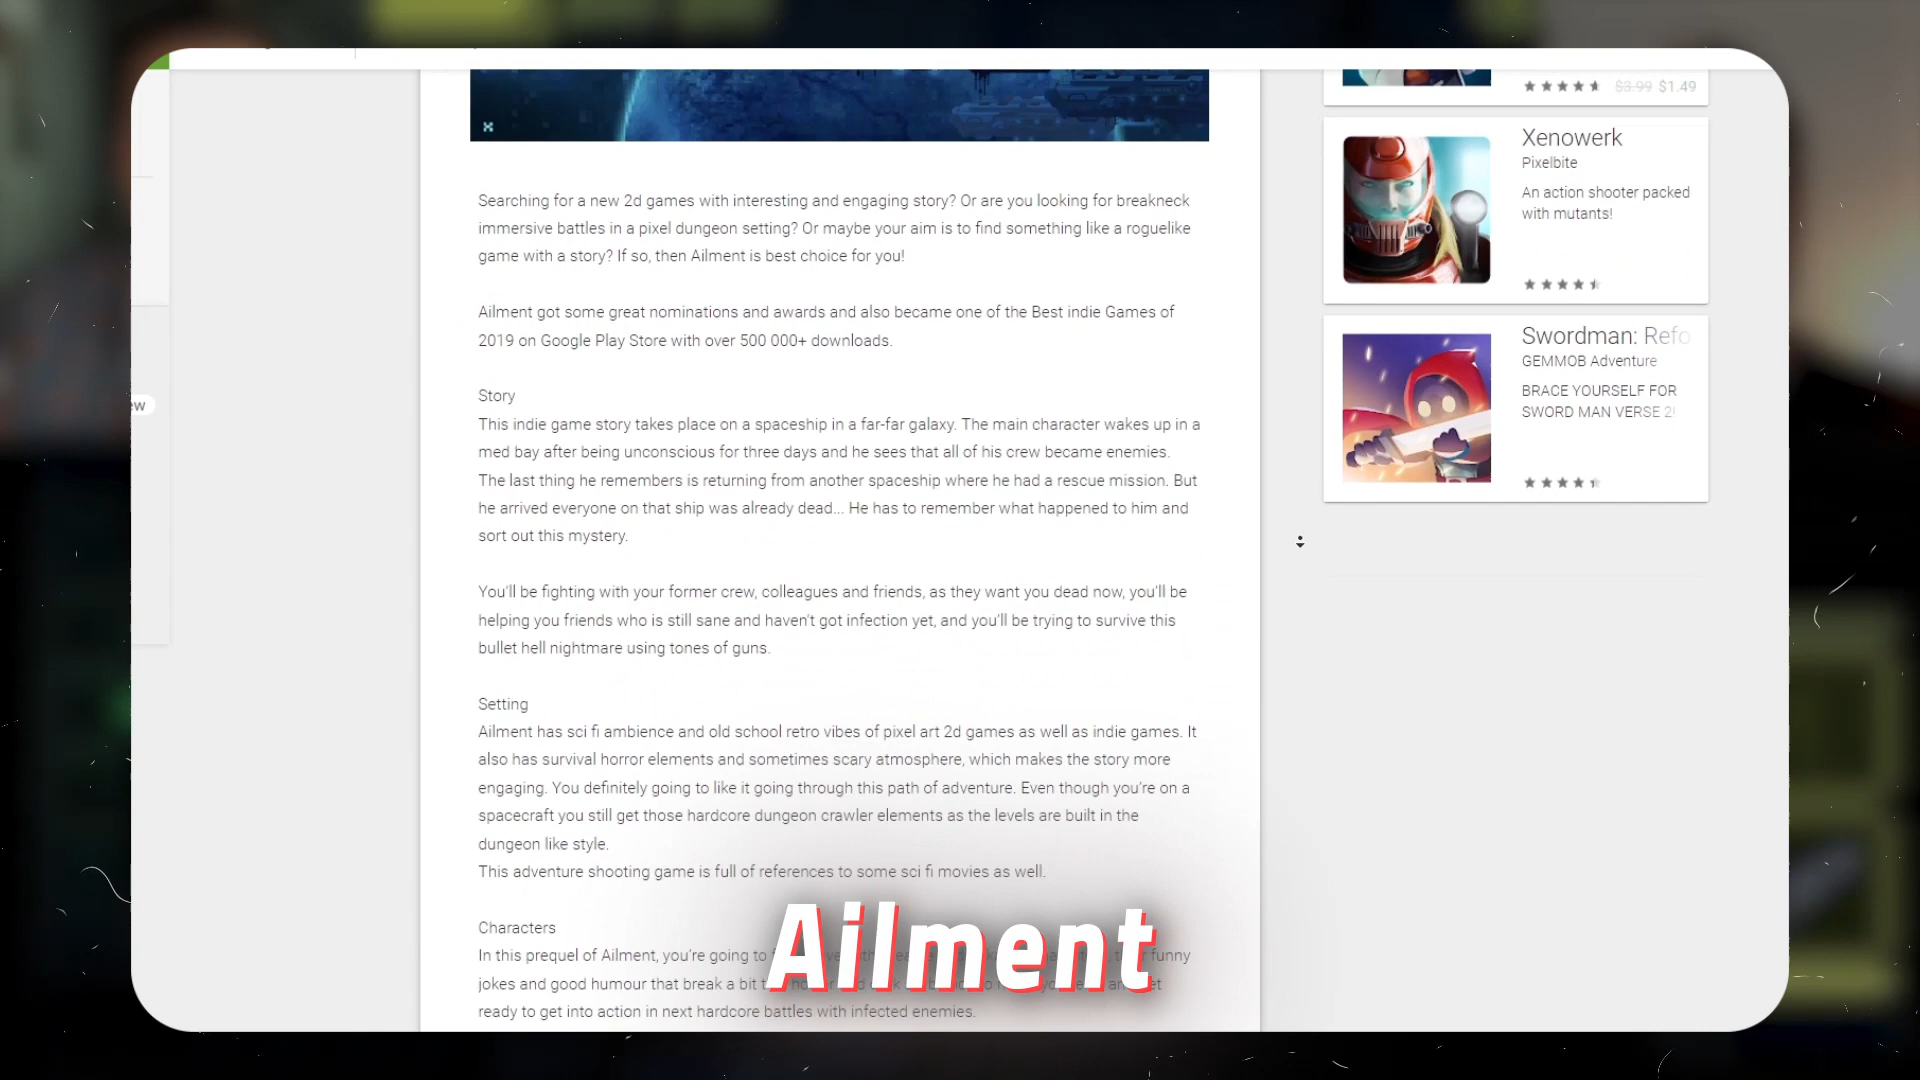 Searching for a new 2d games with interesting and engaging story? Or are you looking for breakneck
immersive battles in a pixel dungeon setting? Or maybe your aim is to find something like a roguelike
game with a story? If so, then Ailment is best choice for you!
Ailment got some great nominations and awards and also became one of the Best indie Games of
2019 on Google Play Store with over 500 000+ downloads.
Story
This indie game story takes place on a spaceship in a far-far galaxy. The main character wakes up in a
med bay after being unconscious for three days and he sees that all of his crew became enemies.
The last thing he remembers is returning from another spaceship where he had a rescue mission. But
he arrived everyone on that ship was already dead... He has to remember what happened to him and
sort out this mystery.
You'll be fighting with your former crew, colleagues and friends, as they want you dead now, you'll be
helping you friends who is still sane and haven't got infection yet, and you'll be trying to survive this
bullet hell nightmare using tones of guns.
Setting
Ailment has sci fi ambience and old school retro vibes of pixel art 2d games as well as indie games. It
also has survival horror elements and sometimes scary atmosphere, which makes the story more
engaging. You definitely going to like it going through this path of adventure. Even though you're on a
spacecraft you still get those hardcore dungeon crawler elements as the levels are built in the
dungeon like style.
This adventure shooting game is full of references to some sci fi movies as well.
Characters
In this prequel of Ailment, you're going to funny
jokes and good humour that break a bit
ready to get into action in next hardcore battles with infected enemies.
Ailment
ew
$3.99 $1.49
Xenowerk
Pixelbite
An action shooter packed
with mutants!
Swordman: Refo
GEMMOB Adventure
BRACE YOURSELF FOR
SWORD MAN VERSE 2!